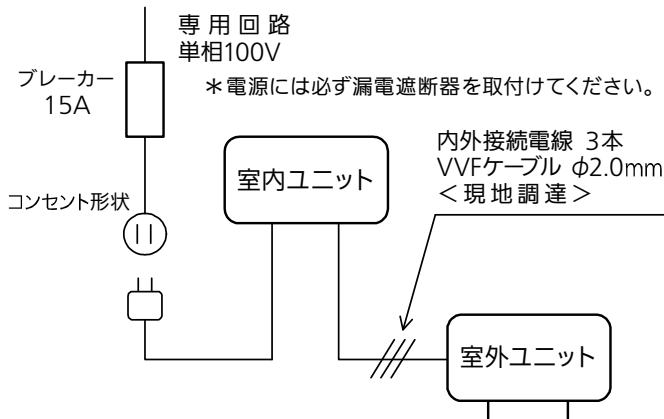 専用回路
単相100V
＊電源には必ず漏電遮断器を取付けてください。
ブレーカー
15A
内外接続電線 3本
VVFケーブル φ2.0mm
＜現地調達＞
室内ユニット
コンセント形状
室外ユニット